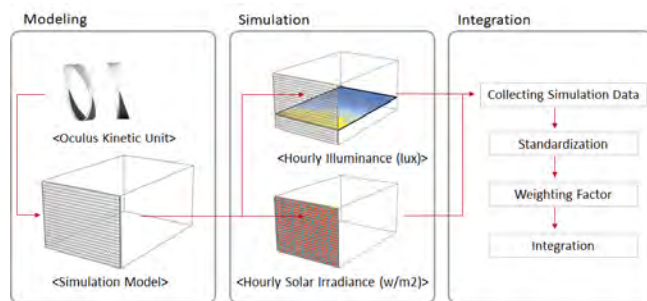 Modeling
<Oculus Kinetic Unit>
<Simulation Model>
Simulation
<Hourly Illuminance (lux)>
<Hourly Solar Irradiance (w/m2)>
Integration
Collecting Simulation Data
Standardization
Weighting Factor
Integration